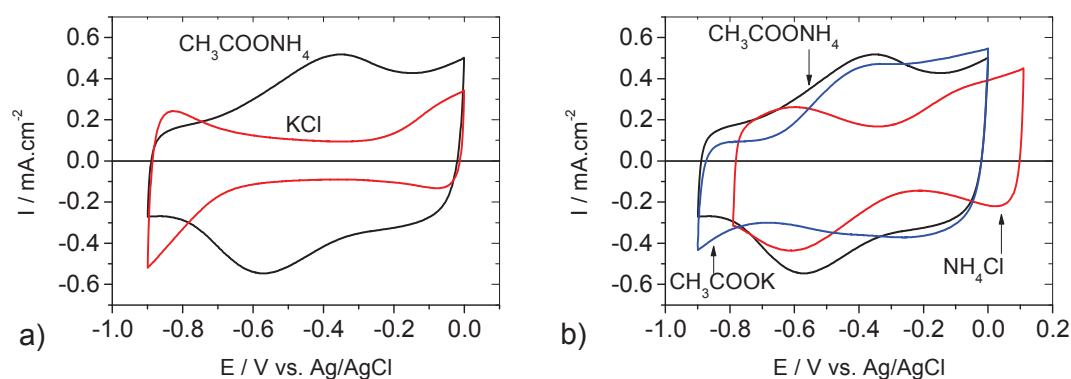 CH₃COONH₄
KCl
I / mA.cm⁻²
0.6
0.4
0.2
0.0
-0.2
-0.4
-0.6
-1.0 -0.8 -0.6 -0.4 -0.2 0.0
E / V vs. Ag/AgCl
a)
CH₃COONH₄
CH₃COOK
NH₄Cl
I / mA.cm⁻²
0.6
0.4
0.2
0.0
-0.2
-0.4
-0.6
-1.0 -0.8 -0.6 -0.4 -0.2 0.0 0.2
E / V vs. Ag/AgCl
b)